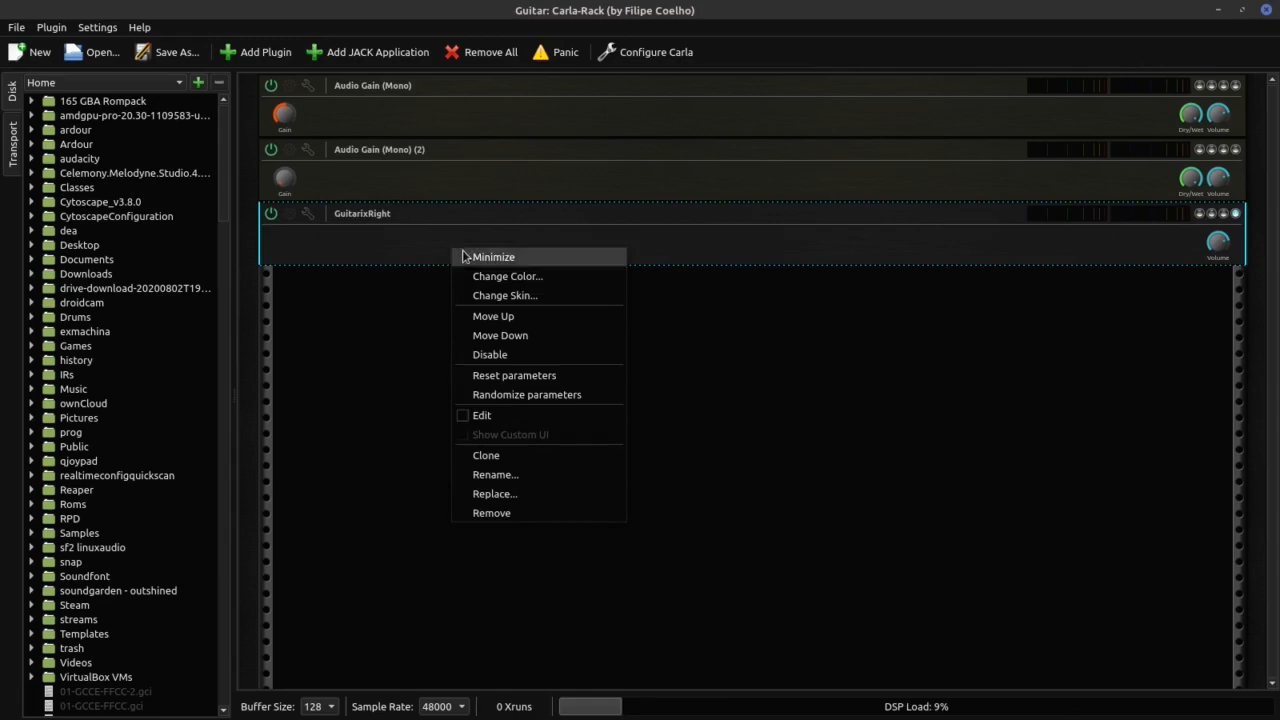 Guitar: Carla-Rack (by Filipe Coelho)
File Plugin Settings Help
New Open... Save As... Add Plugin Add JACK Application Remove All Panic Configure Carla
Disk
Transport
Home
165 GBA Rompack
amdgpu-pro-20.30-1109583-u...
ardour
Ardour
audacity
Celemony.Melodyne.Studio.4....
Classes
Cytoscape_v3.8.0
CytoscapeConfiguration
dea
Desktop
Documents
Downloads
drive-download-20200802T19...
droidcam
Drums
exmachina
Games
history
IRs
Music
ownCloud
Pictures
prog
Public
qjoypad
realtimeconfigquickscan
Reaper
Roms
RPD
Samples
sf2 linuxaudio
snap
Soundfont
soundgarden - outshined
Steam
streams
Templates
trash
Videos
VirtualBox VMs
01-GCCE-FFCC-2.gci
01-GCCE-FFCC.gci
Audio Gain (Mono)
Gain Dry/Wet Volume
Audio Gain (Mono) (2)
Gain Dry/Wet Volume
GuitarixRight
Volume
Minimize
Change Color...
Change Skin...
Move Up
Move Down
Disable
Reset parameters
Randomize parameters
Edit
Show Custom UI
Clone
Rename...
Replace...
Remove
Buffer Size: 128 Sample Rate: 48000 0 Xruns DSP Load: 9%